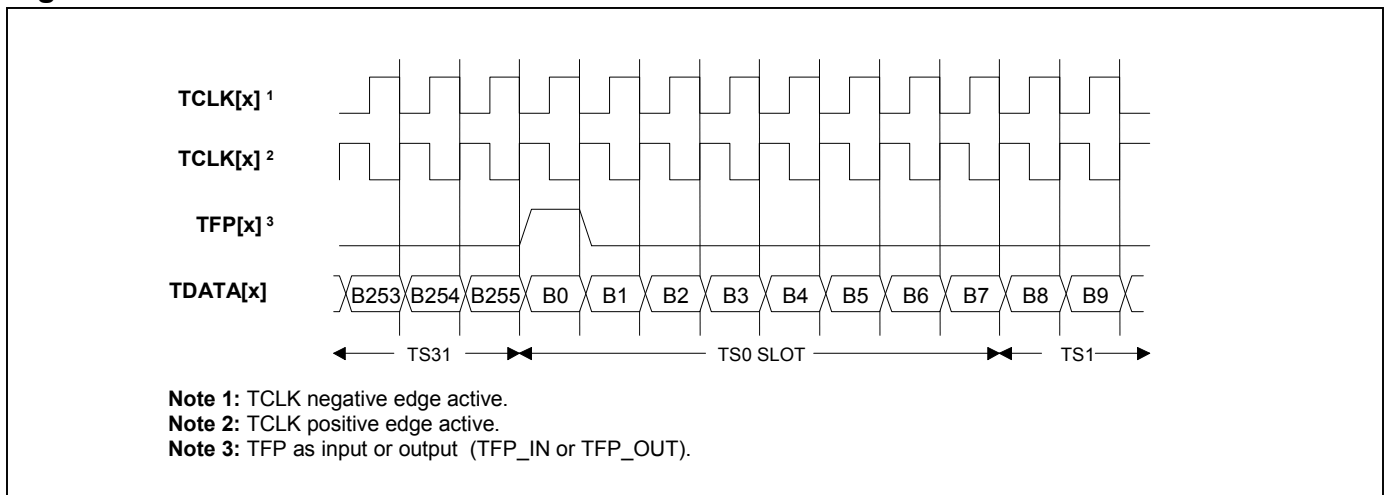 TCLK[x] 1
TCLK[x] 2
TFP[x] 3
TDATA[x] B253 B254 B255 B0 B1 B2 B3 B4 B5 B6 B7 B8 B9
TS31 TS0 SLOT TS1
Note 1: TCLK negative edge active.
Note 2: TCLK positive edge active.
Note 3: TFP as input or output (TFP_IN or TFP_OUT).